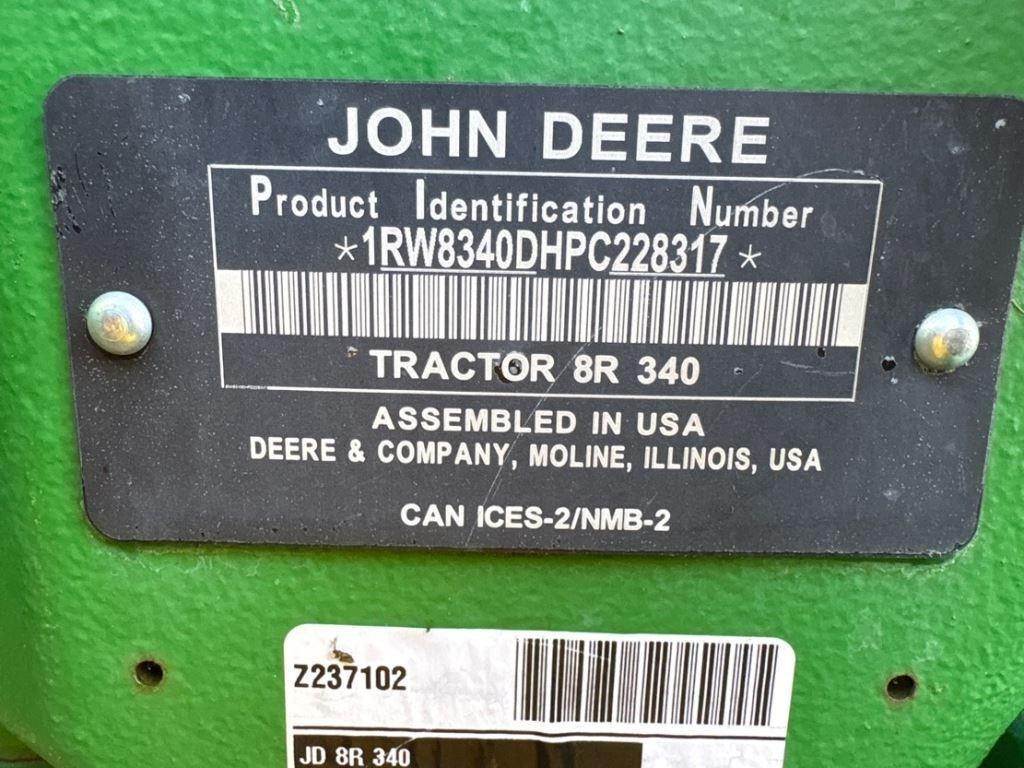 JOHN DEERE
Product Identification Number
*1RW8340DHPC228317*
TRACTOR 8R 340
ASSEMBLED IN USA
DEERE & COMPANY, MOLINE, ILLINOIS, USA
CAN ICES-2/NMB-2
Z237102
JD 8R 340